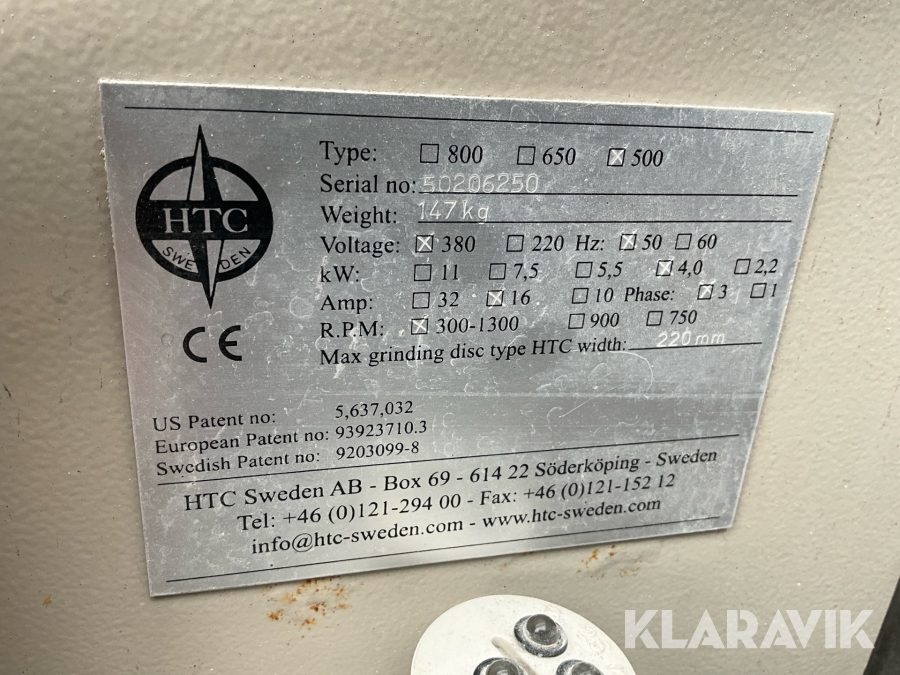 KLARAVIK
HTC
SWEDEN
CE
Type: ☐ 800 ☐ 650 ☒ 500
Serial no: 50206250
Weight: 147kg
Voltage: ☒ 380 ☐ 220 Hz: ☒ 50 ☐ 60
kW: ☐ 11 ☐ 7,5 ☐ 5,5 ☒ 4,0 ☐ 2,2
Amp: ☐ 32 ☒ 16 ☐ 10 Phase: ☒ 3 ☐ 1
R.P.M: ☒ 300-1300 ☐ 900 ☐ 750
Max grinding disc type HTC width: 220mm
US Patent no: 5,637,032
European Patent no: 93923710.3
Swedish Patent no: 9203099-8
HTC Sweden AB - Box 69 - 614 22 Söderköping - Sweden
Tel: +46 (0)121-294 00 - Fax: +46 (0)121-152 12
info@htc-sweden.com - www.htc-sweden.com
KLARAVIK